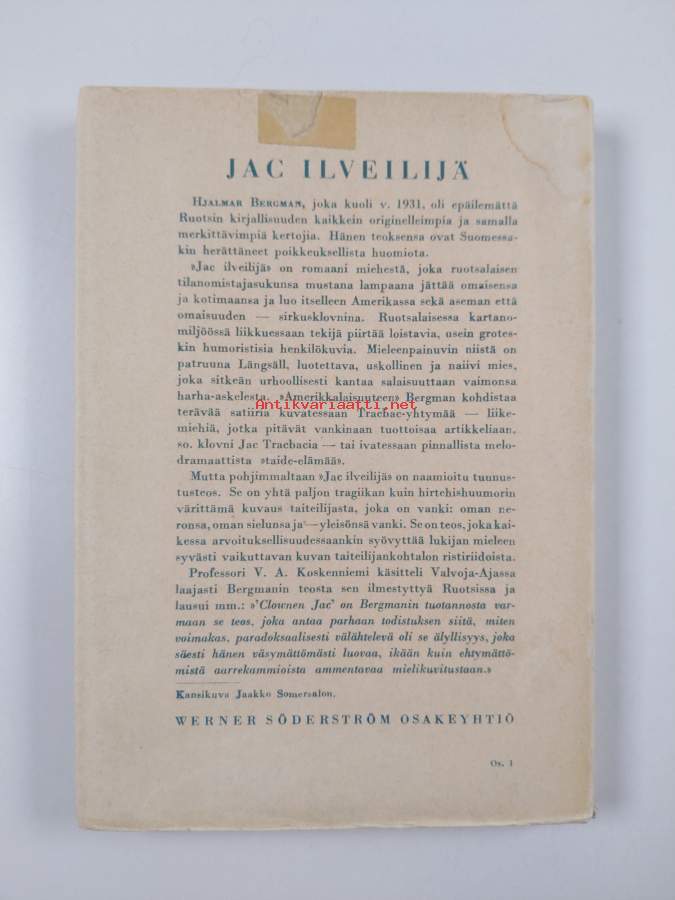 JAC ILVEILIJÄ
HJALMAR BERGMAN, joka kuoli v. 1931, oli epäilemättä
Ruotsin kirjallisuuden kaikkein originelleimpia ja samalla
merkittävimpiä kertojia. Hänen teoksensa ovat Suomessa-
kin herättäneet poikkeuksellista huomiota.
»Jac ilveilijä» on romaani miehestä, joka ruotsalaisen
tilanomistajasukunsa mustana lampaana jättää omaisensa
ja kotimaansa ja luo itselleen Amerikassa sekä aseman että
omaisuuden — sirkusklovnina. Ruotsalaisessa kartano-
miljöössä liikkuessaan tekijä piirtää loistavia, usein grotes-
kin humoristisia henkilökuvia. Mieleenpainuvin niistä on
patruuna Längsäll, luotettava, uskollinen ja naiivi mies,
joka sitkeän urhoollisesti kantaa salaisuuttaan vaimonsa
harha-askelesta. »Amerikkalaisuuteen» Bergman kohdistaa
Antikvariaatti.net
terävää satiiria kuvatessaan Tracbac-yhtymää — liike-
miehiä, jotka pitävät vankinaan tuottoisaa artikkeliaan,
so. klovni Jac Tracbacia — tai ivatessaan pinnallista melo-
dramaattista »taide-elämää».
Mutta pohjimmaltaan »Jac ilveilijä» on naamioitu tunnus-
tusteos. Se on yhtä paljon tragiikan kuin hirtehishuumorin
värittämä kuvaus taiteilijasta, joka on vanki: oman ne-
ronsa, oman sielunsa ja — yleisönsä vanki. Se on teos, joka kai-
kessa arvoituksellisuudessaankin syövyttää lukijan mieleen
syvästi vaikuttavan kuvan taiteilijankohtalon ristiriidoista.
Professori V. A. Koskenniemi käsitteli Valvoja-Ajassa
laajasti Bergmanin teosta sen ilmestyttyä Ruotsissa ja
lausui mm.: »'Clownen Jac' on Bergmanin tuotannosta var-
maan se teos, joka antaa parhaan todistuksen siitä, miten
voimakas, paradoksaalisesti välähtelevä oli se älyllisyys, joka
säesti hänen väsymättömästi luovaa, ikään kuin ehtymättö-
mistä aarrekammioista ammentavaa mielikuvitustaan.»
Kansikuva Jaakko Somersalon.
WERNER SÖDERSTRÖM OSAKEYHTIÖ
Os. 1